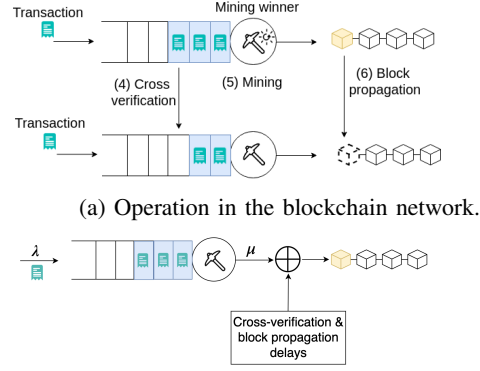 Transaction
Mining winner
(4) Cross
verification
(5) Mining
(6) Block
propagation
Transaction
(a) Operation in the blockchain network.
λ
μ
Cross-verification &
block propagation
delays